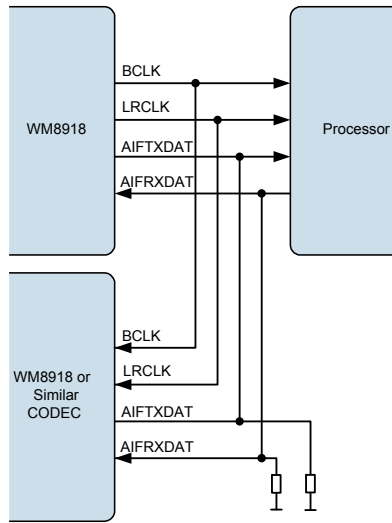 BCLK
LRCLK
WM8918
Processor
AIFTXDAT
AIFRXDAT
BCLK
LRCLK
WM8918 or
Similar
CODEC
AIFTXDAT
AIFRXDAT